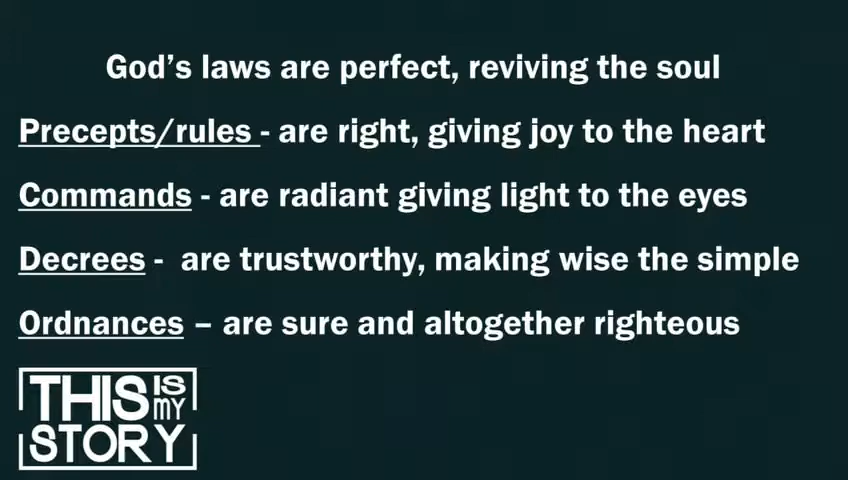 God’s laws are perfect, reviving the soul
Precepts/rules - are right, giving joy to the heart
Commands - are radiant giving light to the eyes
Decrees -  are trustworthy, making wise the simple
Ordnances – are sure and altogether righteous
THIS IS MY
STORY